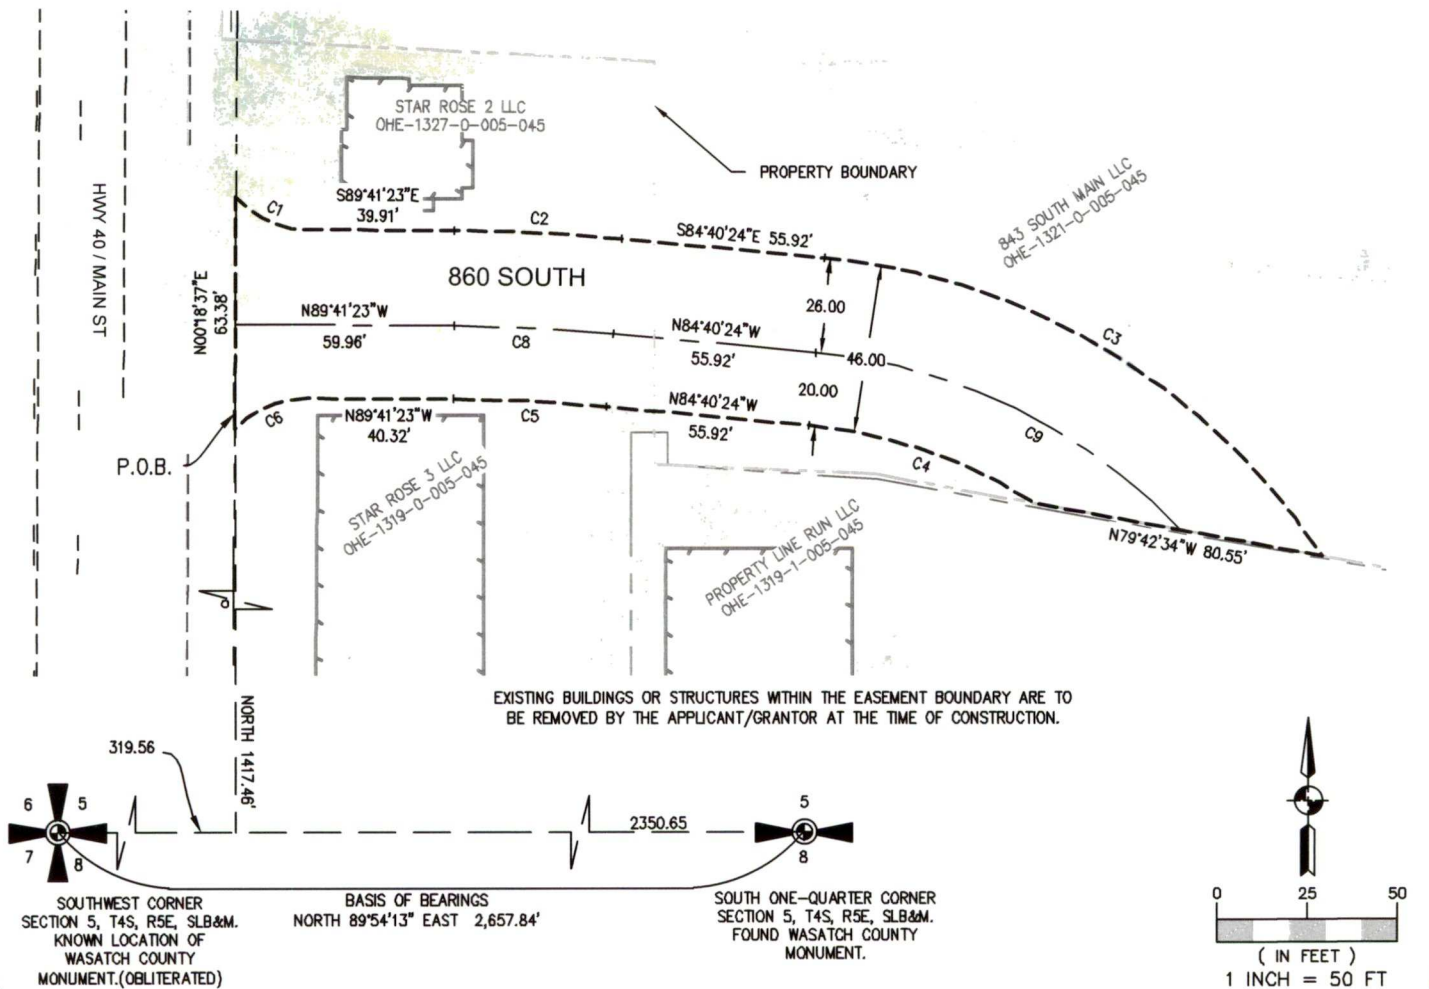 STAR ROSE 2 LLC
OHE-1327-0-005-045
PROPERTY BOUNDARY
843 SOUTH MAIN LLC
OHE-1321-0-005-045
HWY 40 / MAIN ST
S89°41'23"E
39.91'
C1
C2
S84°40'24"E 55.92'
860 SOUTH
N00°18'37"E
63.38'
N89°41'23"W
59.96'
C8
N84°40'24"W
55.92'
26.00
46.00
20.00
C3
C9
N84°40'24"W
55.92'
C6
N89°41'23"W
40.32'
C5
C4
P.O.B.
STAR ROSE 3 LLC
OHE-1319-0-005-045
PROPERTY LINE RUN LLC
OHE-1319-1-005-045
N79°42'34"W 80.55'
EXISTING BUILDINGS OR STRUCTURES WITHIN THE EASEMENT BOUNDARY ARE TO
BE REMOVED BY THE APPLICANT/GRANTOR AT THE TIME OF CONSTRUCTION.
NORTH 1417.46'
319.56
2350.65
6 5
7 8
5
8
BASIS OF BEARINGS
NORTH 89°54'13" EAST 2,657.84'
SOUTHWEST CORNER
SECTION 5, T4S, R5E, SLB&M.
KNOWN LOCATION OF
WASATCH COUNTY
MONUMENT.(OBLITERATED)
SOUTH ONE-QUARTER CORNER
SECTION 5, T4S, R5E, SLB&M.
FOUND WASATCH COUNTY
MONUMENT.
0 25 50
( IN FEET )
1 INCH = 50 FT